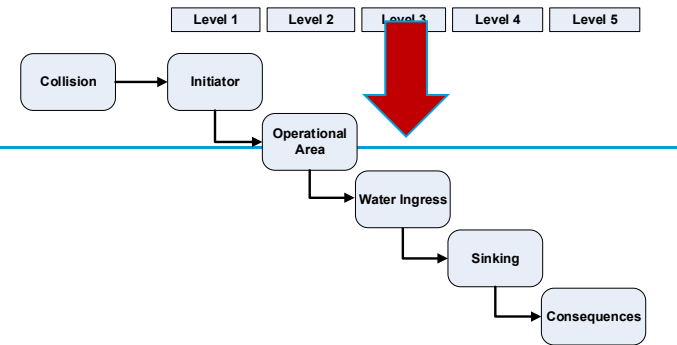 Level 1
Level 2
Level 3
Level 4
Level 5
Collision
Initiator
Operational
Area
Water Ingress
Sinking
Consequences